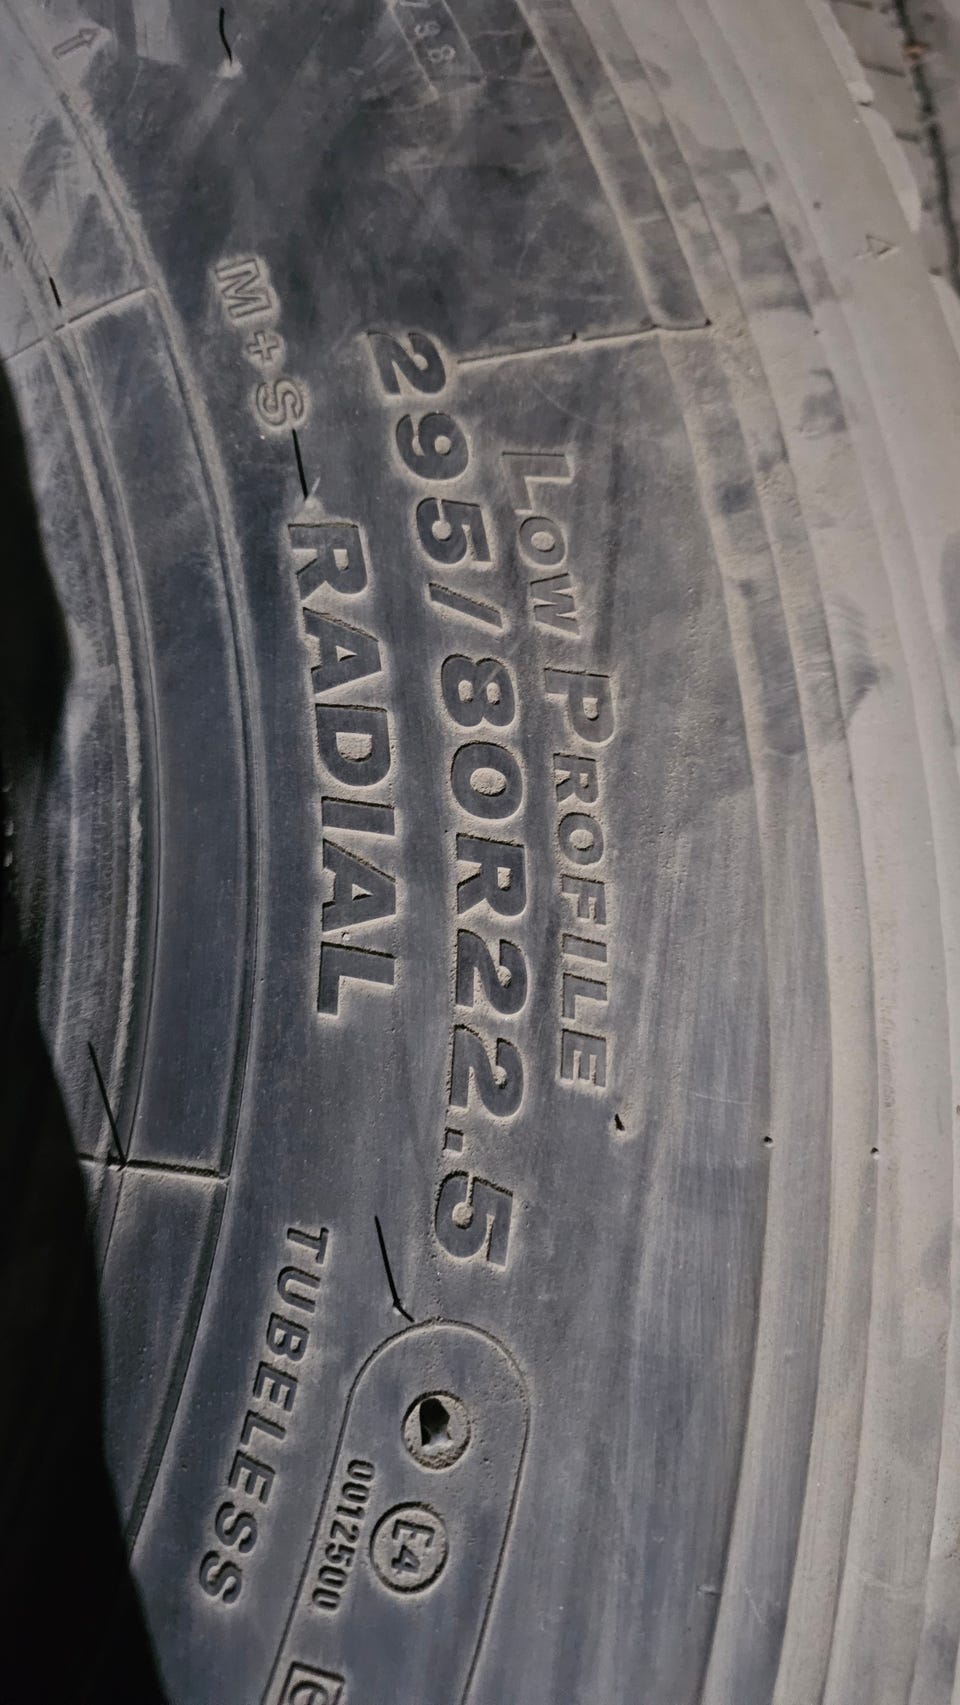 LOW PROFILE
295/80R22.5
M+S
RADIAL
TUBELESS
E4
0012500